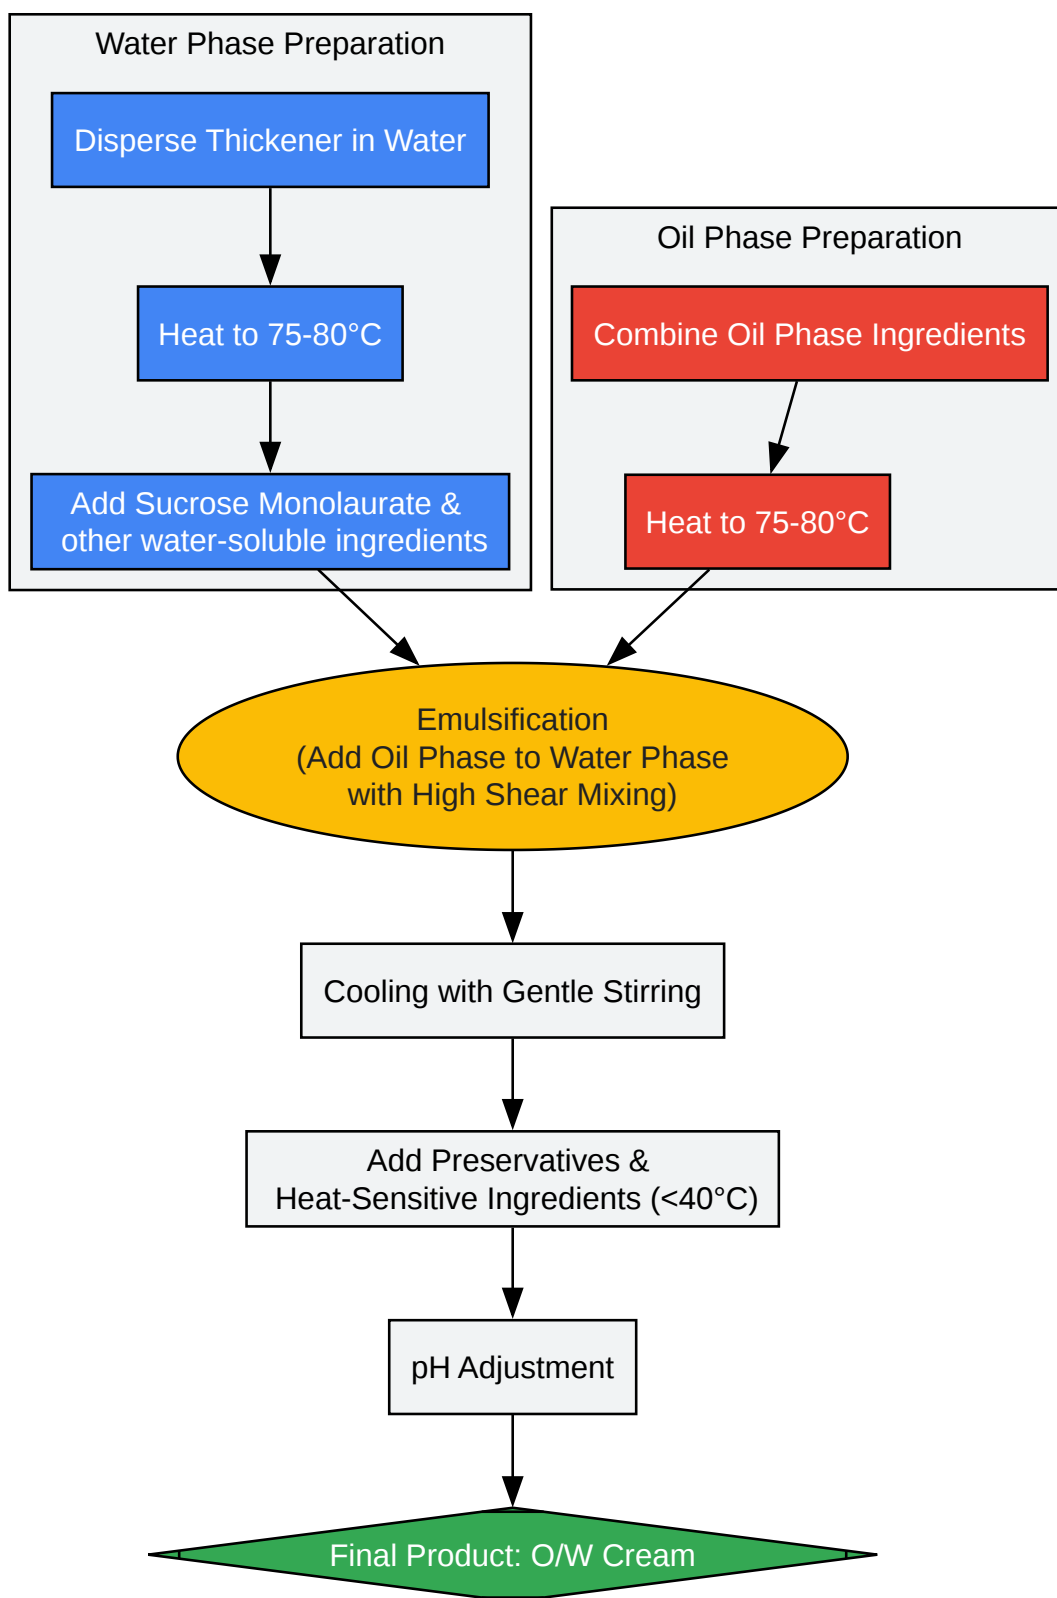 Water Phase Preparation
Disperse Thickener in Water
Heat to 75-80°C
Add Sucrose Monolaurate &
other water-soluble ingredients
Oil Phase Preparation
Combine Oil Phase Ingredients
Heat to 75-80°C
Emulsification
(Add Oil Phase to Water Phase
with High Shear Mixing)
Cooling with Gentle Stirring
Add Preservatives &
Heat-Sensitive Ingredients (<40°C)
pH Adjustment
Final Product: O/W Cream